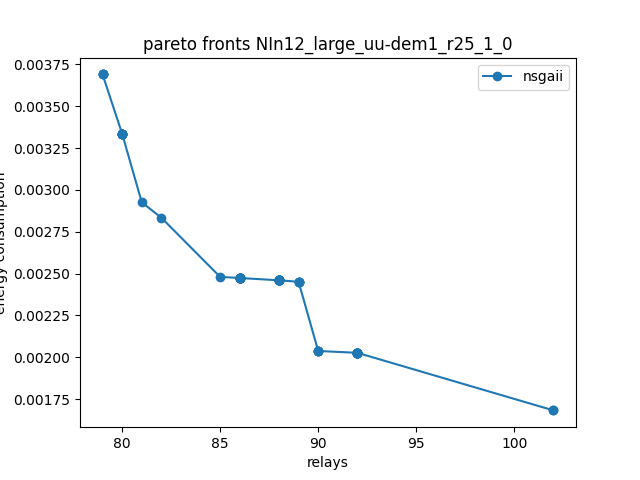 pareto fronts NIn12_large_uu-dem1_r25_1_0
nsgaii
0.00375
0.00350
0.00325
0.00300
0.00275
0.00250
0.00225
0.00200
0.00175
energy consumption
80 85 90 95 100
relays